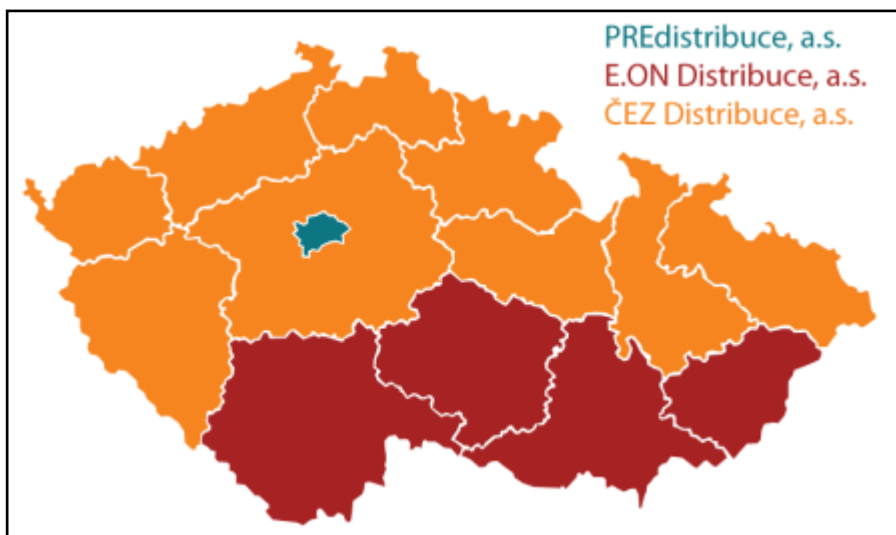 PREdistribuce, a.s.
E.ON Distribuce, a.s.
ČEZ Distribuce, a.s.